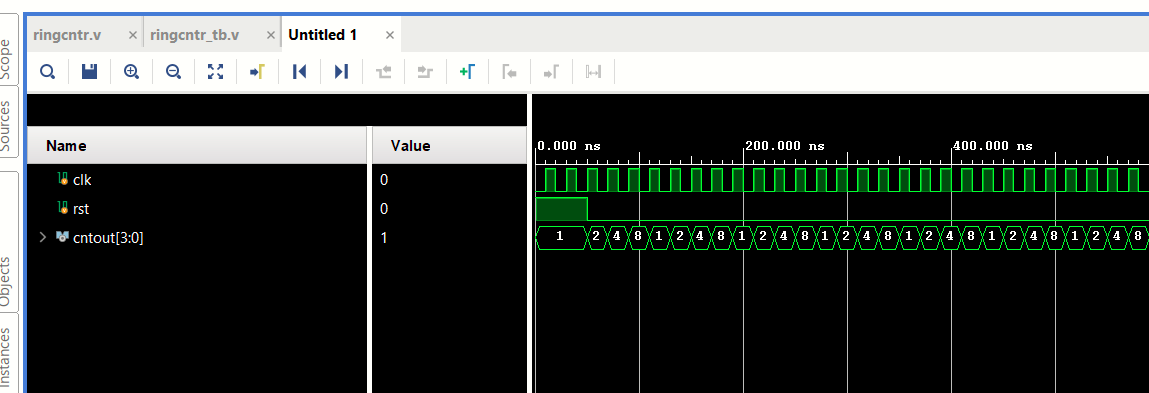 ringcntr.v × ringcntr_tb.v × Untitled 1 ×
Scope
Sources
Objects
Instances
Name Value
0.000 ns 200.000 ns 400.000 ns
clk 0
rst 0
cntout[3:0] 1 1 2 4 8 1 2 4 8 1 2 4 8 1 2 4 8 1 2 4 8 1 2 4 8 1 2 4 8